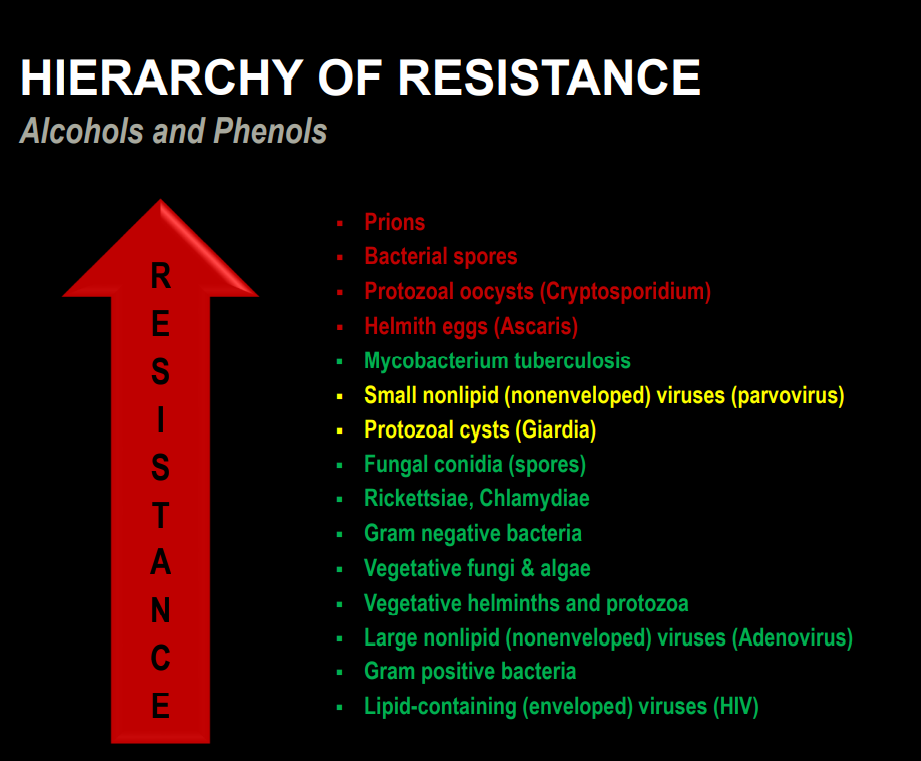 HIERARCHY OF RESISTANCE
Alcohols and Phenols
R
E
S
I
S
T
A
N
C
E
▪ Prions
▪ Bacterial spores
▪ Protozoal oocysts (Cryptosporidium)
▪ Helmith eggs (Ascaris)
▪ Mycobacterium tuberculosis
▪ Small nonlipid (nonenveloped) viruses (parvovirus)
▪ Protozoal cysts (Giardia)
▪ Fungal conidia (spores)
▪ Rickettsiae, Chlamydiae
▪ Gram negative bacteria
▪ Vegetative fungi & algae
▪ Vegetative helminths and protozoa
▪ Large nonlipid (nonenveloped) viruses (Adenovirus)
▪ Gram positive bacteria
▪ Lipid-containing (enveloped) viruses (HIV)